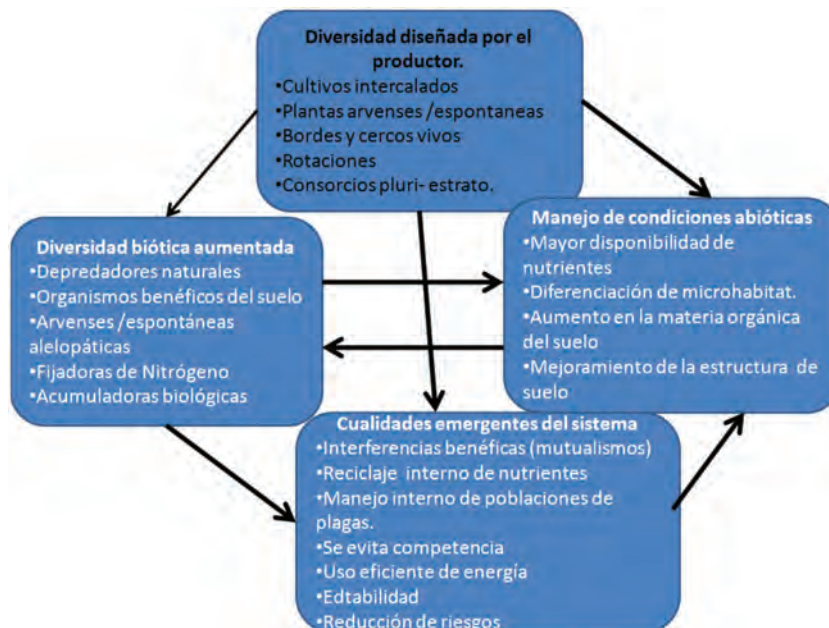 Diversidad diseñada por el
productor.
•Cultivos intercalados
•Plantas arvenses /espontaneas
•Bordes y cercos vivos
•Rotaciones
•Consorcios pluri- estrato.
Diversidad biótica aumentada
•Depredadores naturales
•Organismos benéficos del suelo
•Arvenses /espontáneas
alelopáticas
•Fijadoras de Nitrógeno
•Acumuladoras biológicas
Manejo de condiciones abióticas
•Mayor disponibilidad de
nutrientes
•Diferenciación de microhabitat.
•Aumento en la materia orgánica
del suelo
•Mejoramiento de la estructura de
suelo
Cualidades emergentes del sistema
•Interferencias benéficas (mutualismos)
•Reciclaje interno de nutrientes
•Manejo interno de poblaciones de
plagas.
•Se evita competencia
•Uso eficiente de energía
•Edtabilidad
•Reducción de riesgos